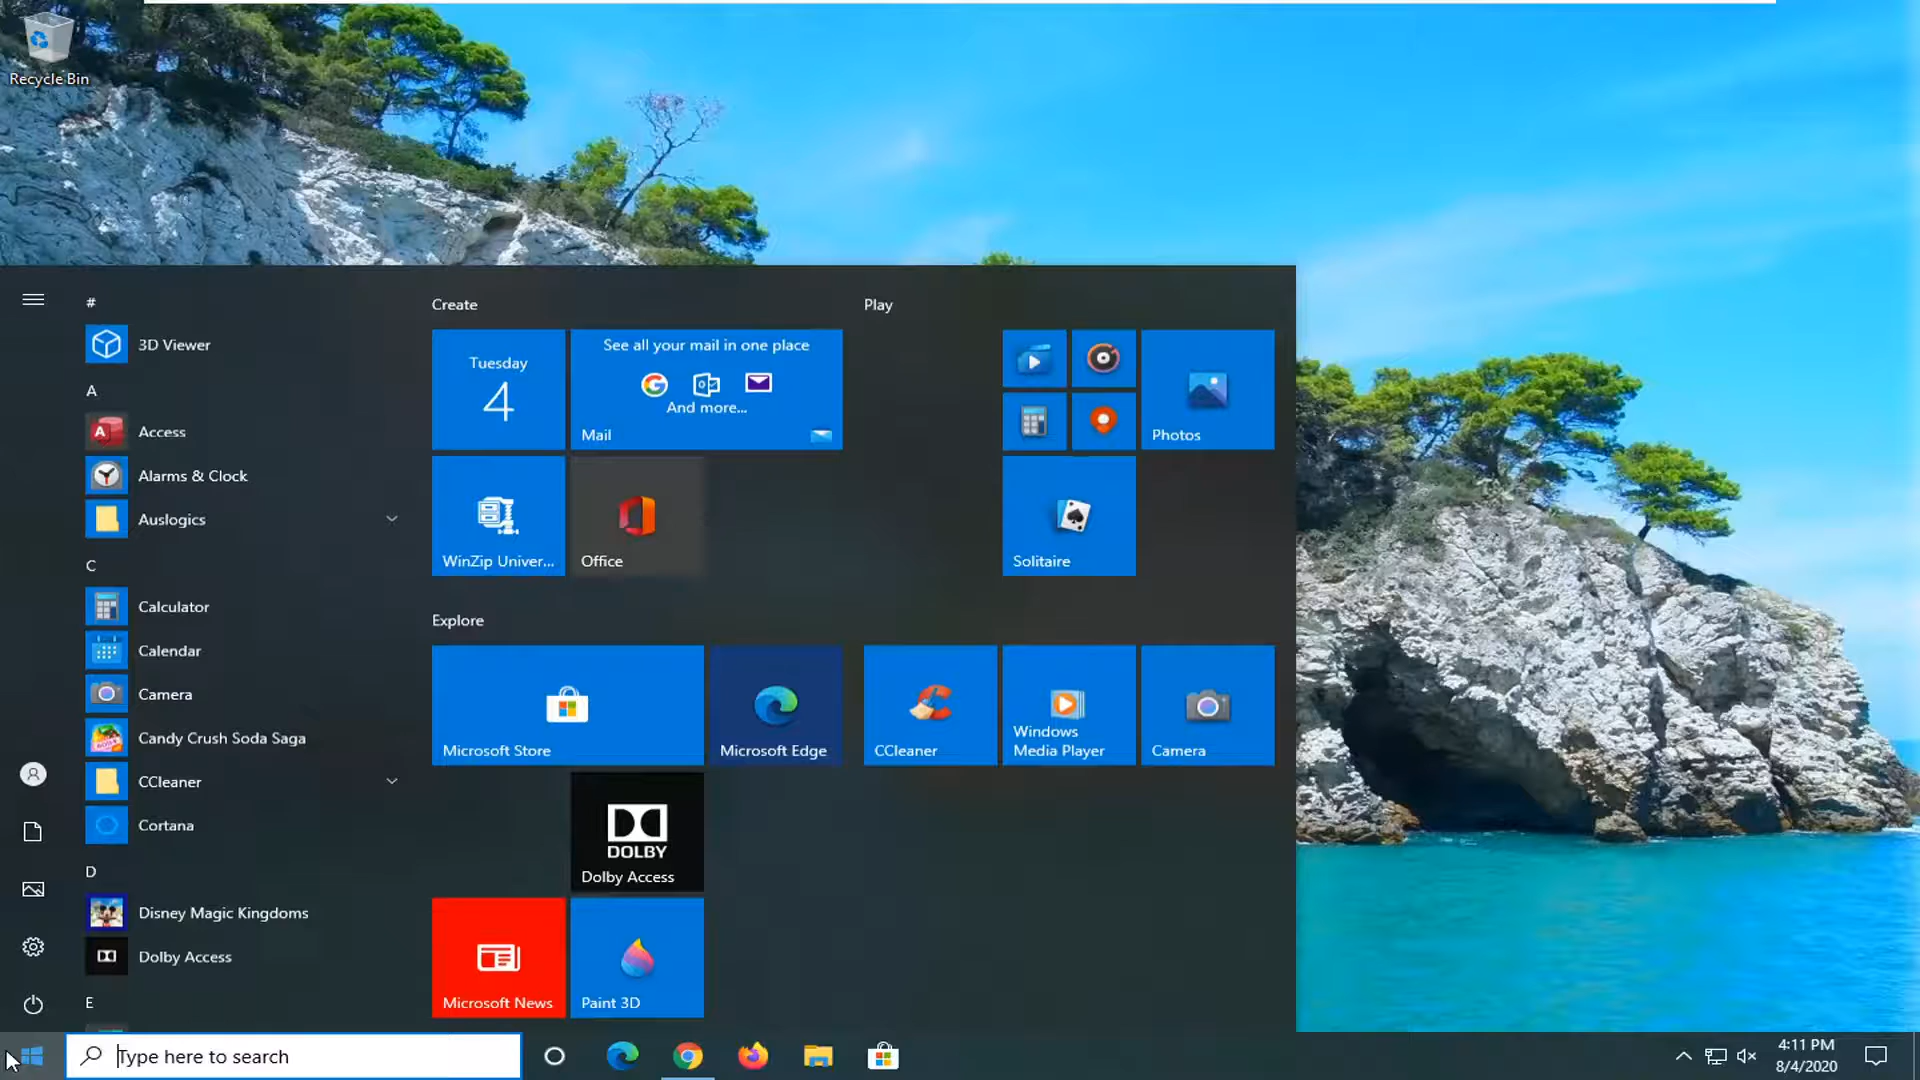 Recycle Bin
#
3D Viewer
A
Access
Alarms & Clock
Auslogics
C
Calculator
Calendar
Camera
Candy Crush Soda Saga
CCleaner
Cortana
D
Disney Magic Kingdoms
Dolby Access
E
Create
Tuesday
4
See all your mail in one place
And more...
Mail
WinZip Univer...
Office
Play
Photos
Solitaire
Explore
Microsoft Store
Microsoft Edge
CCleaner
Windows
Media Player
Camera
DOLBY
Dolby Access
Microsoft News
Paint 3D
Type here to search
4:11 PM
8/4/2020